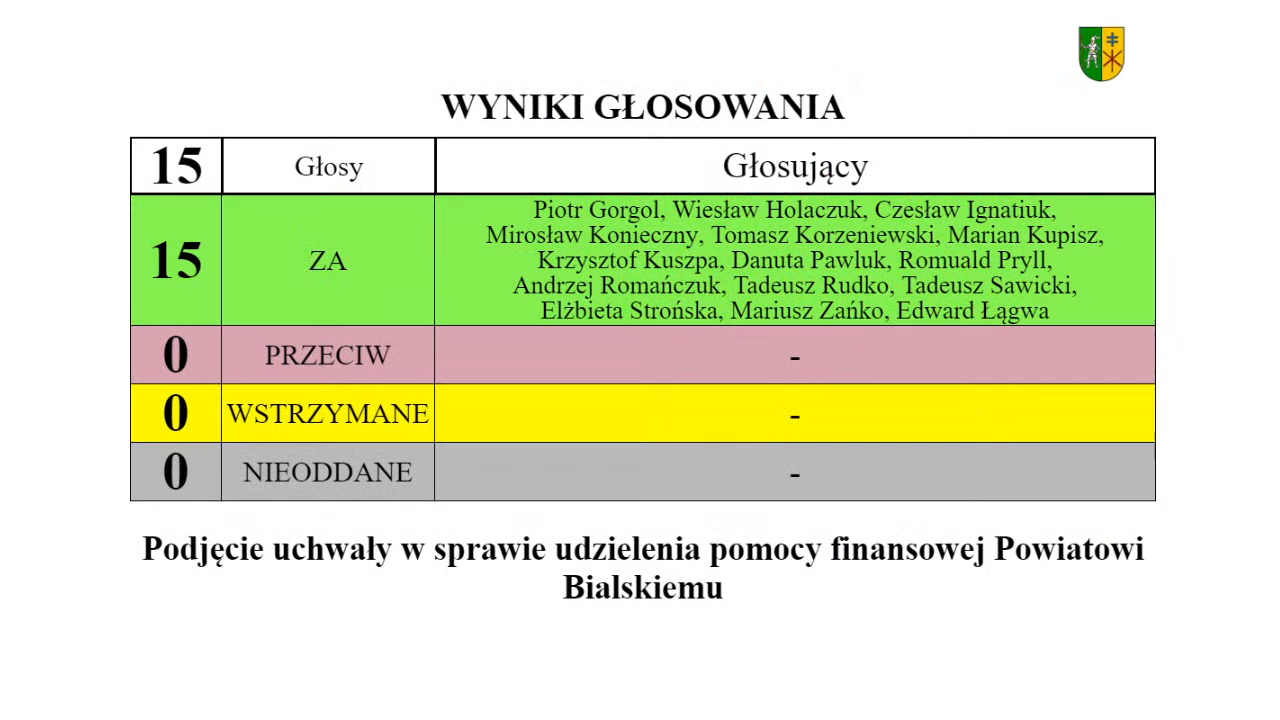 WYNIKI GŁOSOWANIA
15 Głosy Głosujący
15 ZA
Piotr Gorgol, Wiesław Holaczuk, Czesław Ignatiuk,
Mirosław Konieczny, Tomasz Korzeniewski, Marian Kupisz,
Krzysztof Kuszpa, Danuta Pawluk, Romuald Pryll,
Andrzej Romańczuk, Tadeusz Rudko, Tadeusz Sawicki,
Elżbieta Strońska, Mariusz Zańko, Edward Łągwa
0 PRZECIW -
0 WSTRZYMANE -
0 NIEODDANE -
Podjęcie uchwały w sprawie udzielenia pomocy finansowej Powiatowi
Bialskiemu